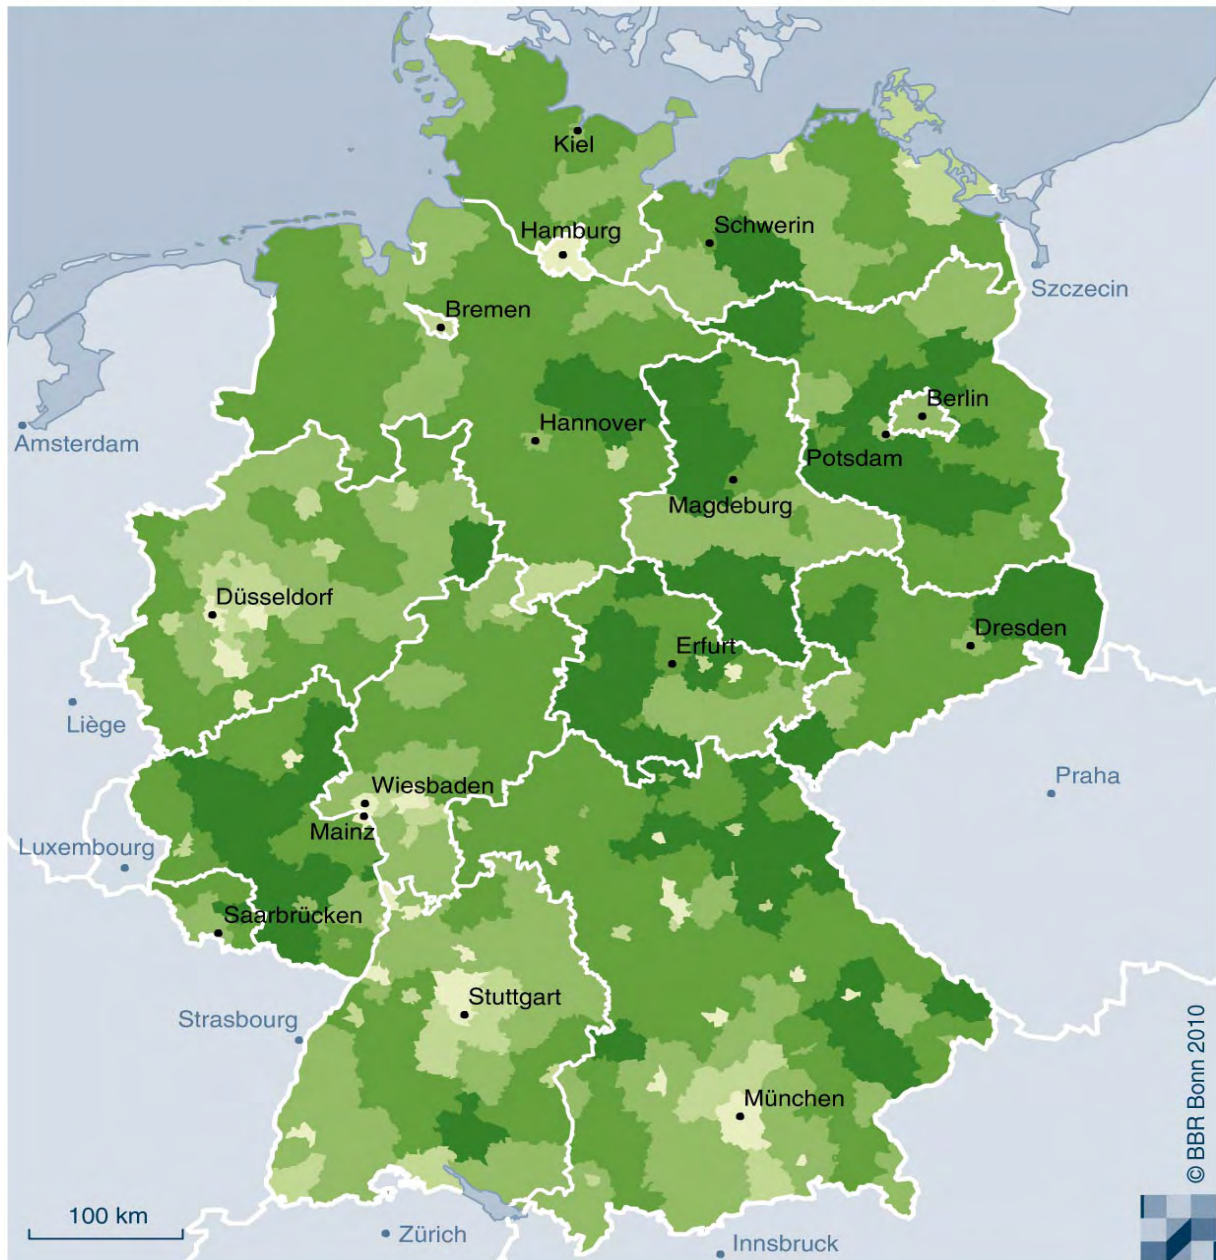 Kiel
Schwerin
Hamburg
Szczecin
Bremen
Berlin
Hannover
Amsterdam
Potsdam
Magdeburg
Düsseldorf
Dresden
Erfurt
Liège
Wiesbaden
Praha
Mainz
Luxembourg
Saarbrücken
Stuttgart
Strasbourg
München
© BBR Bonn 2010
100 km
Zürich
Innsbruck